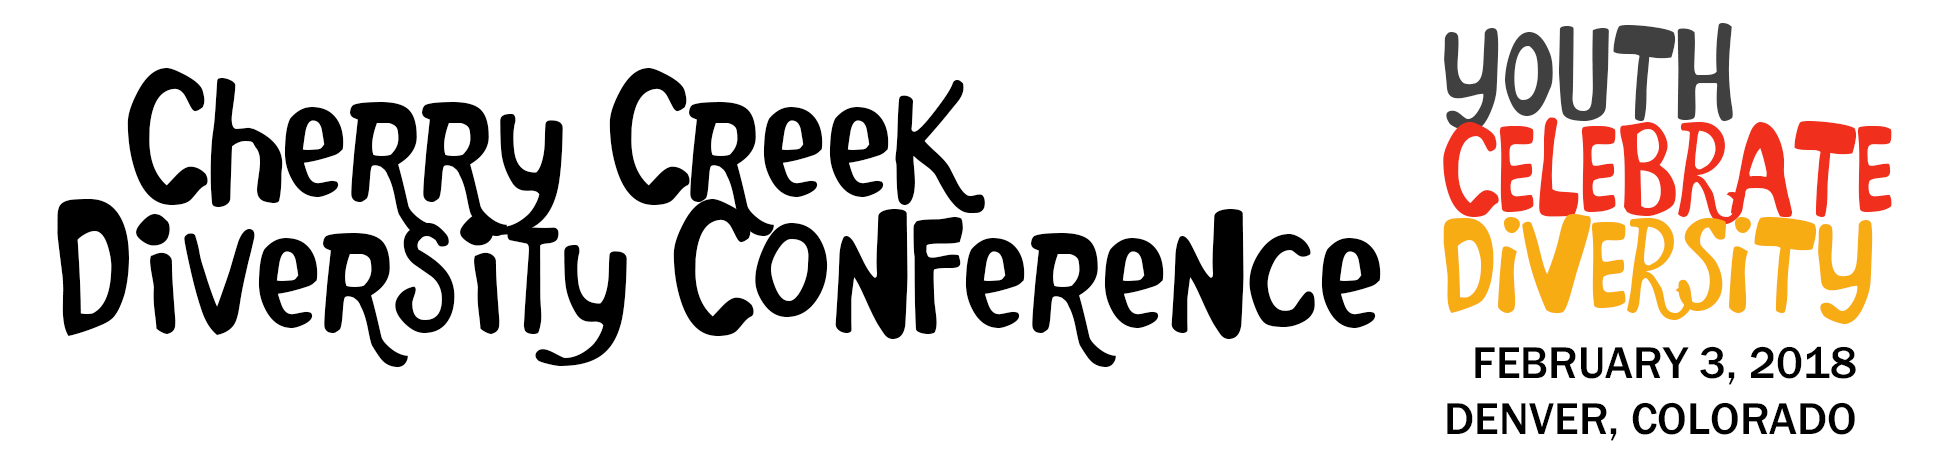 Cherry Creek
Diversity Conference
YOUTH
CELEBRATE
DIVERSITY
FEBRUARY 3, 2018
DENVER, COLORADO